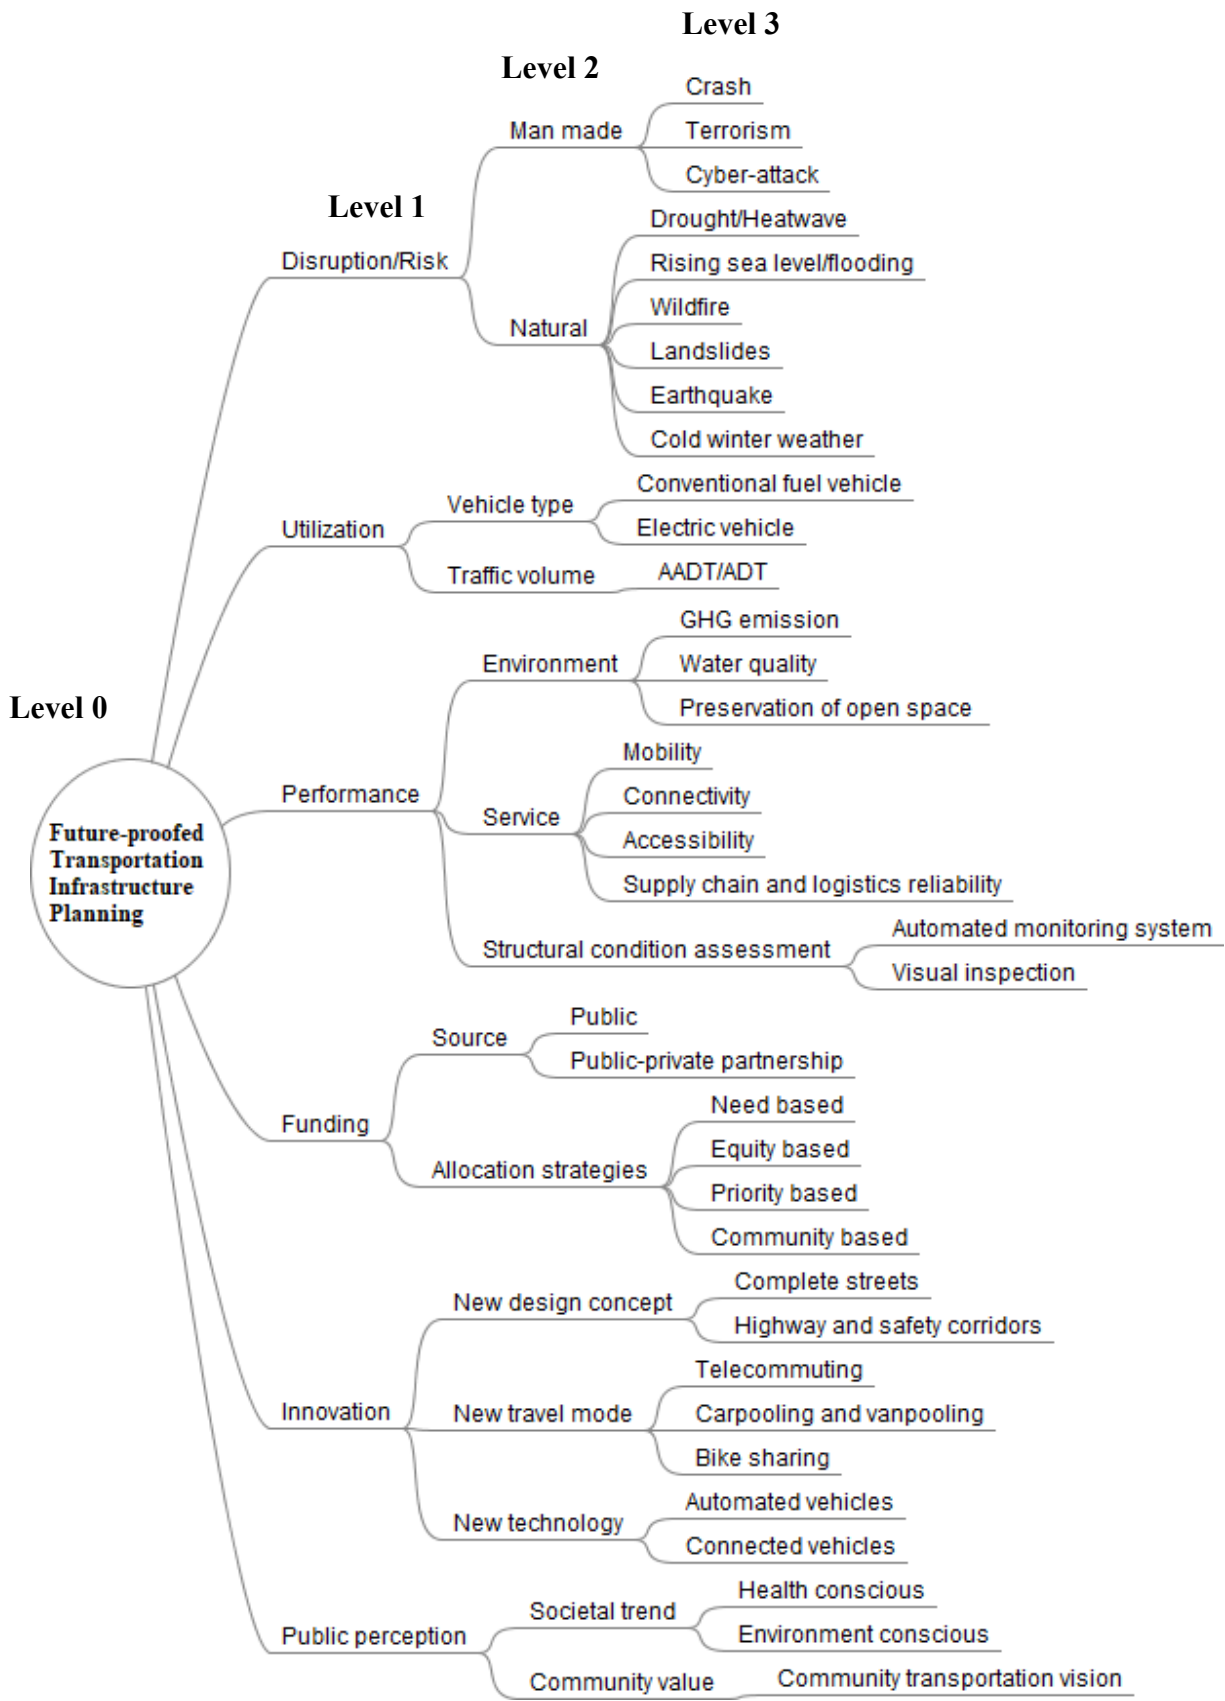 Level 3
Level 2
Crash
Man made
Terrorism
Cyber-attack
Level 1
Drought/Heatwave
Disruption/Risk
Rising sea level/flooding
Wildfire
Natural
Landslides
Earthquake
Cold winter weather
Conventional fuel vehicle
Vehicle type
Utilization
Electric vehicle
Traffic volume
AADT/ADT
GHG emission
Environment
Water quality
Level 0
Preservation of open space
Mobility
Performance
Connectivity
Service
Accessibility
Future-proofed
Transportation
Infrastructure
Planning
Supply chain and logistics reliability
Automated monitoring system
Structural condition assessment
Visual inspection
Public
Source
Public-private partnership
Need based
Funding
Equity based
Allocation strategies
Priority based
Community based
Complete streets
New design concept
Highway and safety corridors
Telecommuting
Innovation
New travel mode
Carpooling and vanpooling
Bike sharing
Automated vehicles
New technology
Connected vehicles
Health conscious
Societal trend
Public perception
Environment conscious
Community value
Community transportation vision